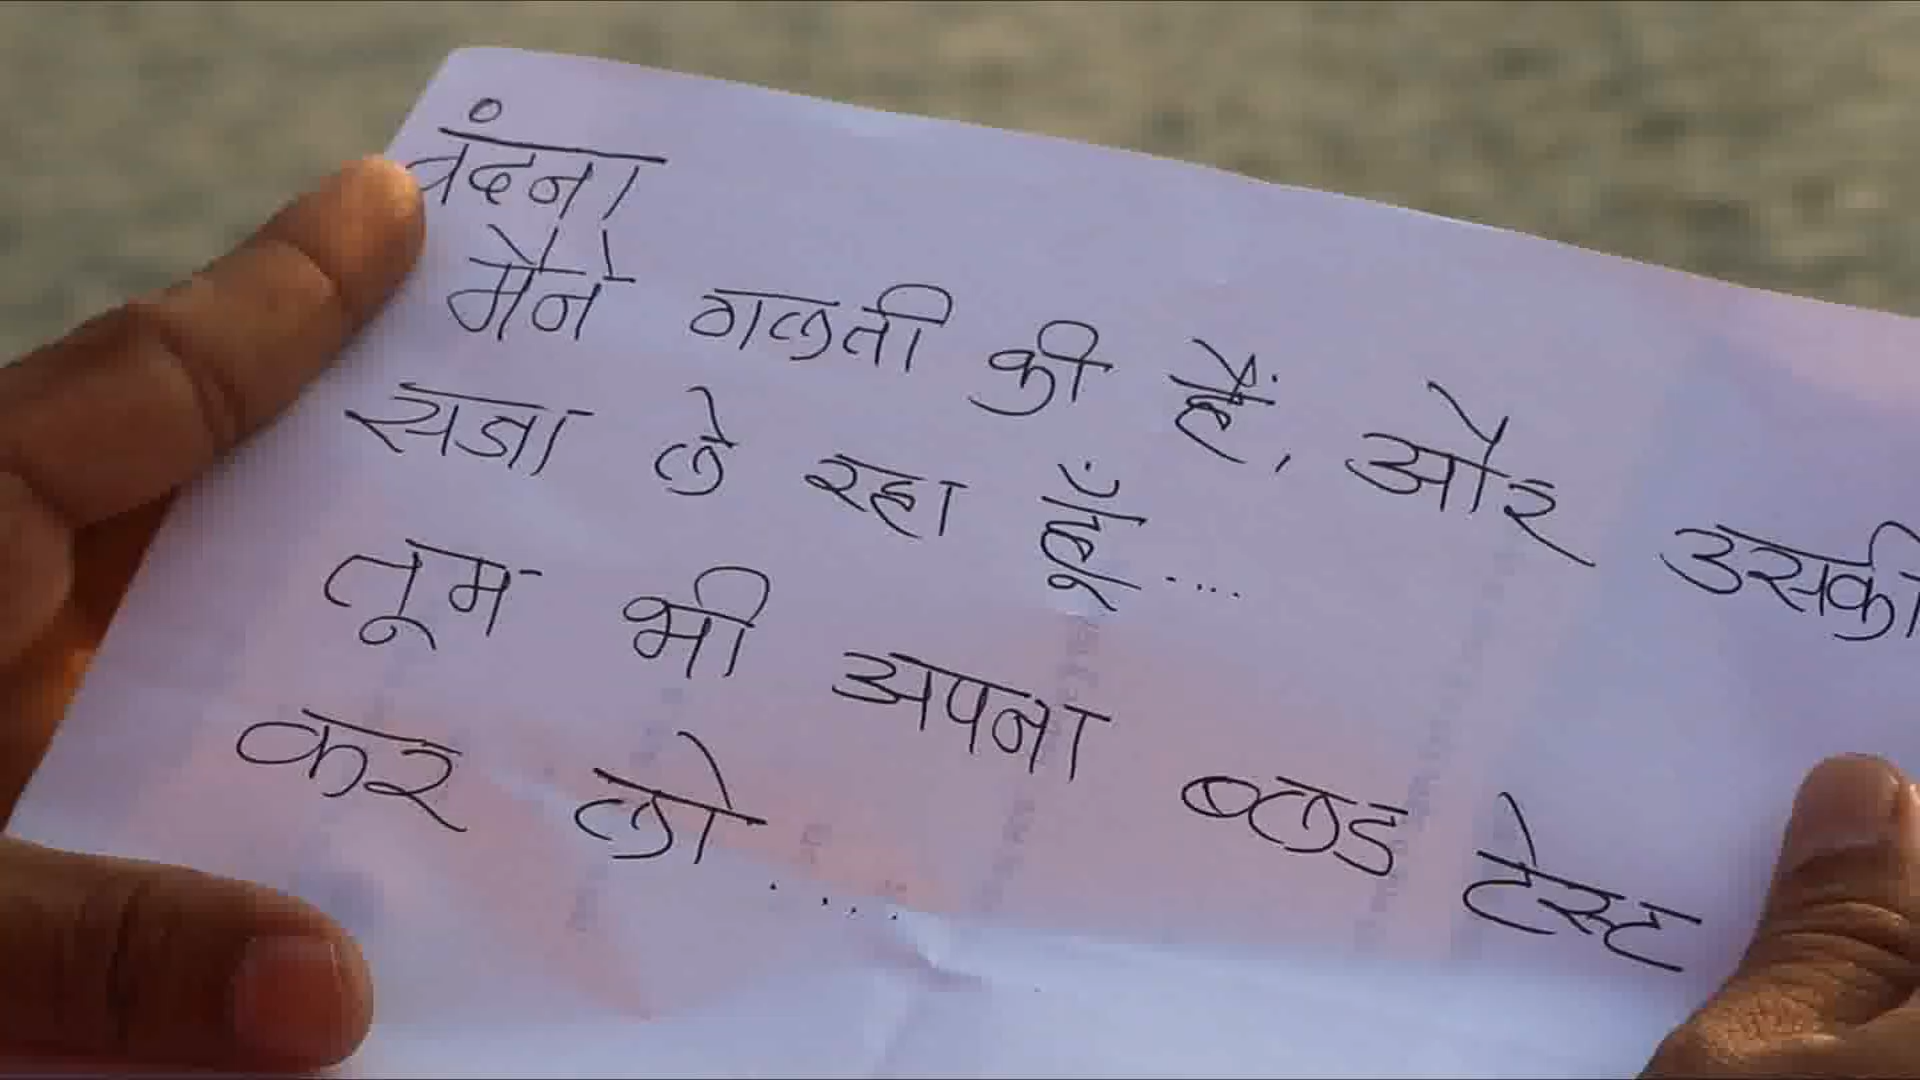 वंदना
मैने गलती की हैं, और उसकी
सजा ले रहा हूँ....
तूम भी अपना ब्लड टेस्ट
कर लो....